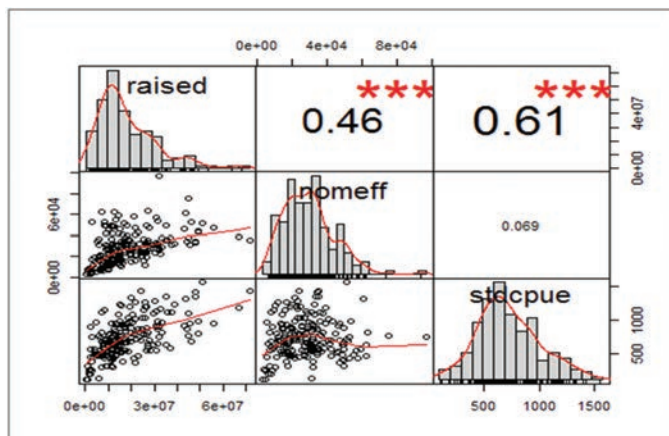 0e+00 4e+04 8e+04
raised
0.46
***
0.61
***
0e+00 4e+07
0e+00 6e+04
nomeff
0.069
stdcpue
500 1000
0e+00 3e+07 6e+07
500 1000 1500